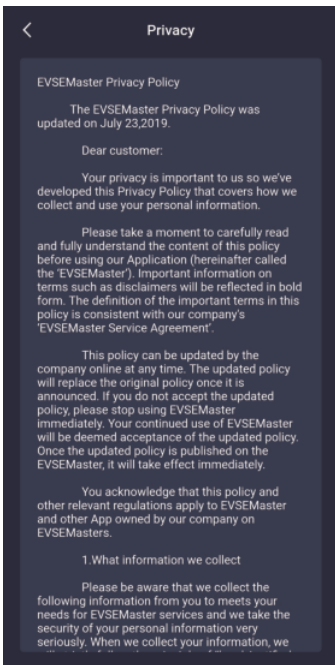 Privacy
EVSEMaster Privacy Policy
The EVSEMaster Privacy Policy was
updated on July 23,2019.
Dear customer:
Your privacy is important to us so we've
developed this Privacy Policy that covers how we
collect and use your personal information.
Please take a moment to carefully read
and fully understand the content of this policy
before using our Application (hereinafter called
the 'EVSEMaster'). Important information on
terms such as disclaimers will be reflected in bold
form. The definition of the important terms in this
policy is consistent with our company's
'EVSEMaster Service Agreement'.
This policy can be updated by the
company online at any time. The updated policy
will replace the original policy once it is
announced. If you do not accept the updated
policy, please stop using EVSEMaster
immediately. Your continued use of EVSEMaster
will be deemed acceptance of the updated policy.
Once the updated policy is published on the
EVSEMaster, it will take effect immediately.
You acknowledge that this policy and
other relevant regulations apply to EVSEMaster
and other App owned by our company on
EVSEMasters.
1.What information we collect
Please be aware that we collect the
following information from you to meets your
needs for EVSEMaster services and we take the
security of your personal information very
seriously. When we collect your information, we